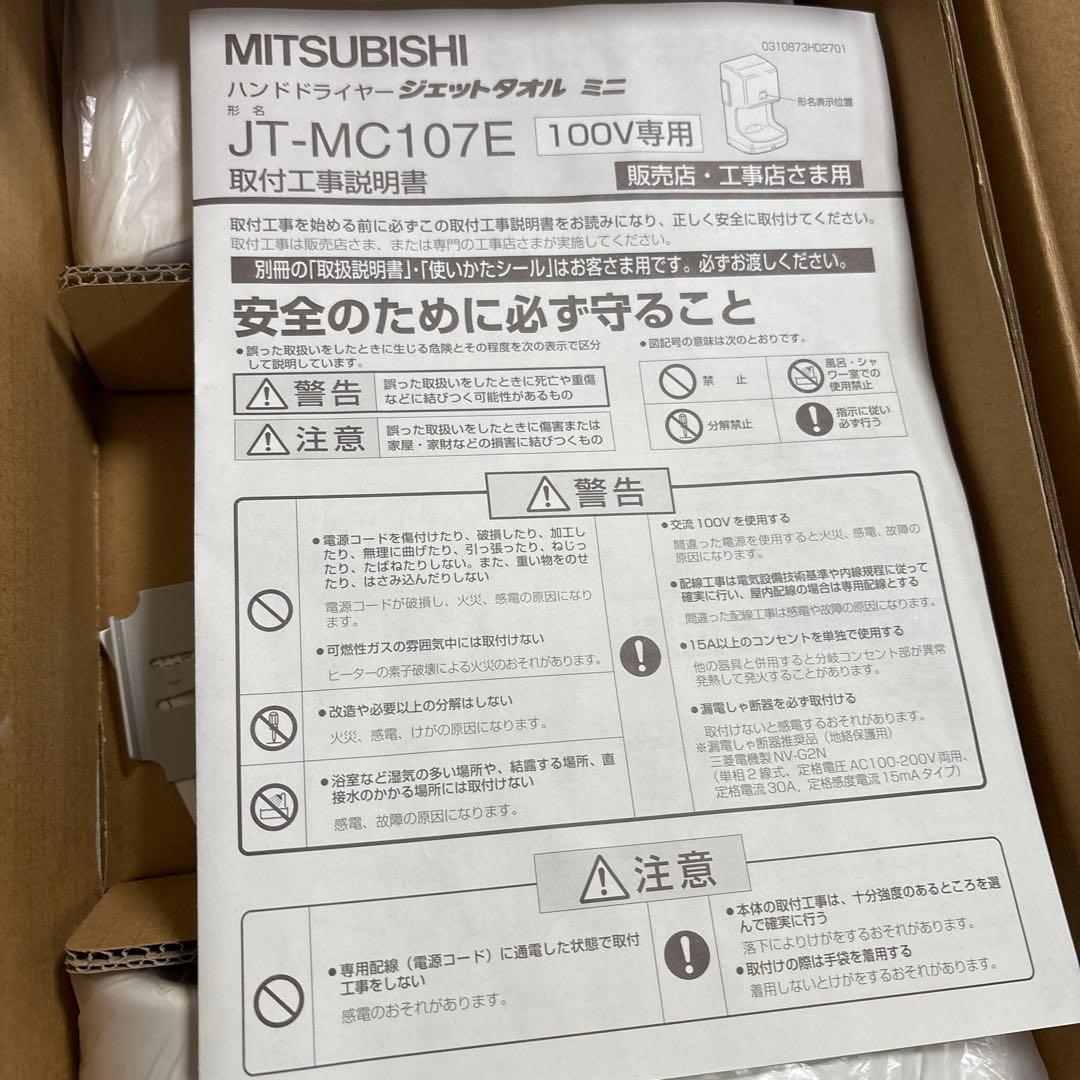 MITSUBISHI
0310873HD2701
ハンドドライヤー ジェットタオル ミニ
形名表示位置
形 名
JT-MC107E 100V専用
取付工事説明書
販売店・工事店さま用
取付工事を始める前に必ずこの取付工事説明書をお読みになり、正しく安全に取付けてください。
取付工事は販売店さま、または専門の工事店さまが実施してください。
別冊の「取扱説明書」・「使いかたシール」はお客さま用です。必ずお渡しください。
安全のために必ず守ること
●誤った取扱いをしたときに生じる危険とその程度を次の表示で区分
して説明しています。
警告
誤った取扱いをしたときに死亡や重傷
などに結びつく可能性があるもの
注意
誤った取扱いをしたときに傷害または
家屋・家財などの損害に結びつくもの
●図記号の意味は次のとおりです。
禁 止
風呂・シャ
ワー室での
使用禁止
分解禁止
指示に従い
必ず行う
警告
●電源コードを傷付けたり、破損したり、加工し
たり、無理に曲げたり、引っ張ったり、ねじっ
たり、たばねたりしない。また、重い物をのせ
たり、はさみ込んだりしない
電源コードが破損し、火災、感電の原因になり
ます。
●可燃性ガスの雰囲気中には取付けない
ヒーターの素子破壊による火災のおそれがあります。
●改造や必要以上の分解はしない
火災、感電、けがの原因になります。
●浴室など湿気の多い場所や、結露する場所、直
接水のかかる場所には取付けない
感電、故障の原因になります。
●交流100Vを使用する
間違った電源を使用すると火災、感電、故障の
原因になります。
●配線工事は電気設備技術基準や内線規程に従って
確実に行い、屋内配線の場合は専用配線とする
間違った配線工事は感電や故障の原因になります。
●15A以上のコンセントを単独で使用する
他の器具と併用すると分岐コンセント部が異常
発熱して発火することがあります。
●漏電しゃ断器を必ず取付ける
取付けないと感電するおそれがあります。
※漏電しゃ断器推奨品（地絡保護用）
三菱電機製NV-G2N
（単相2線式、定格電圧AC100-200V両用、
定格電流30A、定格感度電流15mAタイプ）
注意
●専用配線（電源コード）に通電した状態で取付
工事をしない
感電のおそれがあります。
●本体の取付工事は、十分強度のあるところを選
んで確実に行う
落下によりけがをするおそれがあります。
●取付けの際は手袋を着用する
着用しないとけがをするおそれがあります。